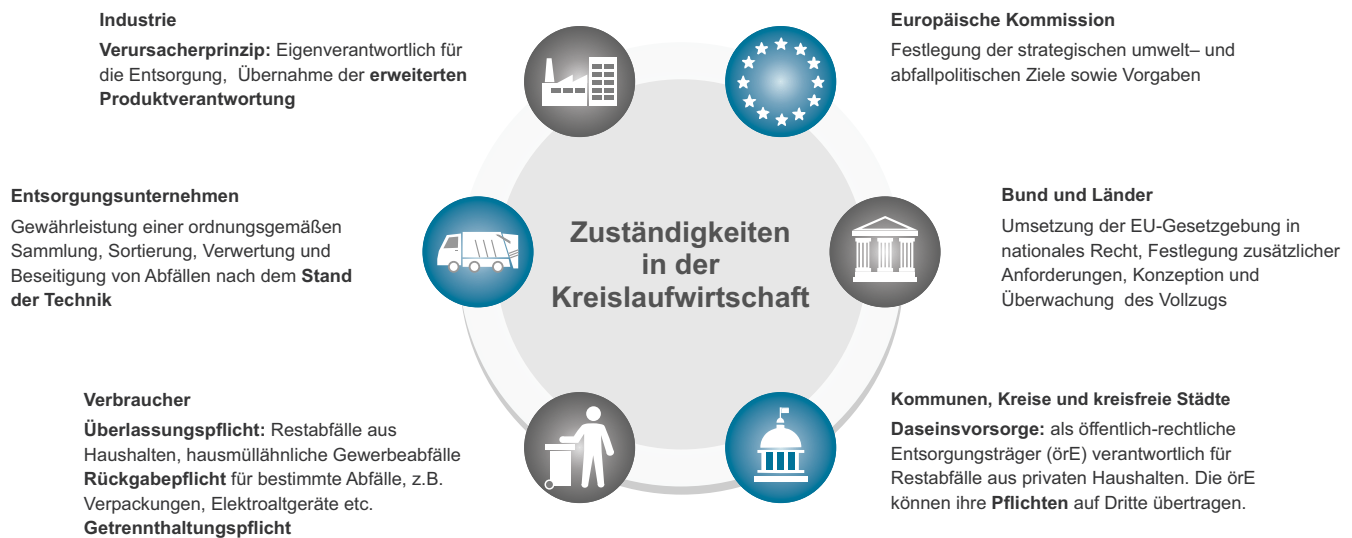 Industrie
Verursacherprinzip: Eigenverantwortlich für
die Entsorgung, Übernahme der erweiterten
Produktverantwortung
Europäische Kommission
Festlegung der strategischen umwelt– und
abfallpolitischen Ziele sowie Vorgaben
Entsorgungsunternehmen
Gewährleistung einer ordnungsgemäßen
Sammlung, Sortierung, Verwertung und
Beseitigung von Abfällen nach dem Stand
der Technik
Zuständigkeiten
in der
Kreislaufwirtschaft
Bund und Länder
Umsetzung der EU-Gesetzgebung in
nationales Recht, Festlegung zusätzlicher
Anforderungen, Konzeption und
Überwachung des Vollzugs
Verbraucher
Überlassungspflicht: Restabfälle aus
Haushalten, hausmüllähnliche Gewerbeabfälle
Rückgabepflicht für bestimmte Abfälle, z.B.
Verpackungen, Elektroaltgeräte etc.
Getrennthaltungspflicht
Kommunen, Kreise und kreisfreie Städte
Daseinsvorsorge: als öffentlich-rechtliche
Entsorgungsträger (örE) verantwortlich für
Restabfälle aus privaten Haushalten. Die örE
können ihre Pflichten auf Dritte übertragen.